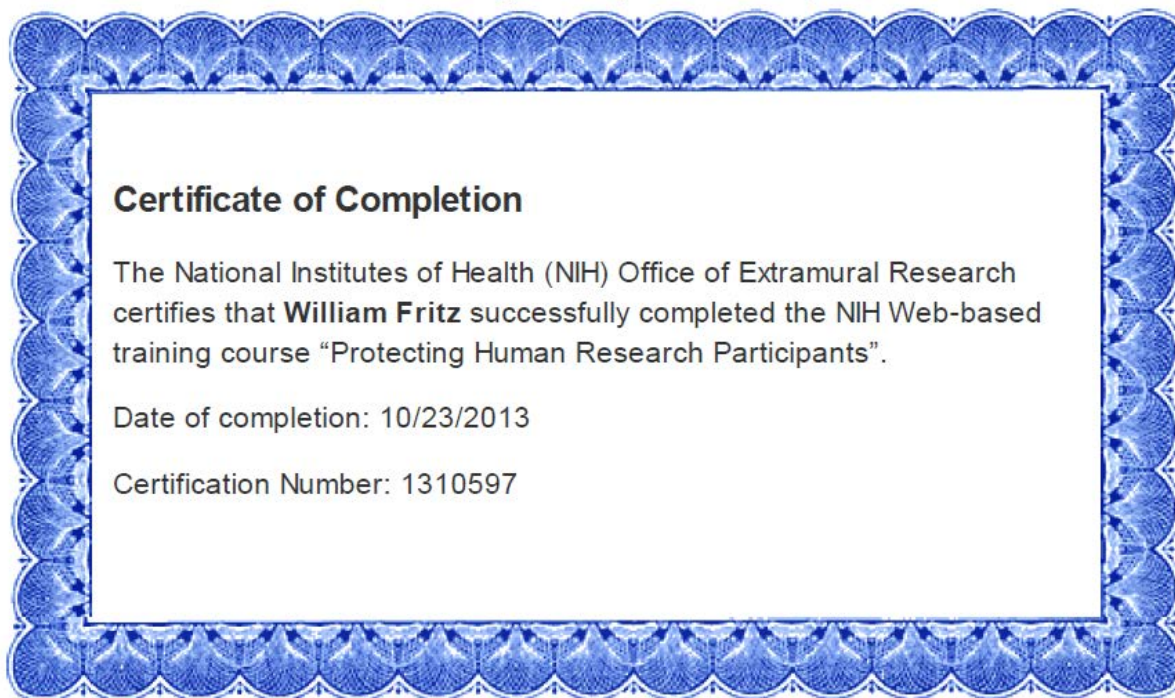 Certificate of Completion
The National Institutes of Health (NIH) Office of Extramural Research
certifies that William Fritz successfully completed the NIH Web-based
training course “Protecting Human Research Participants”.
Date of completion: 10/23/2013
Certification Number: 1310597